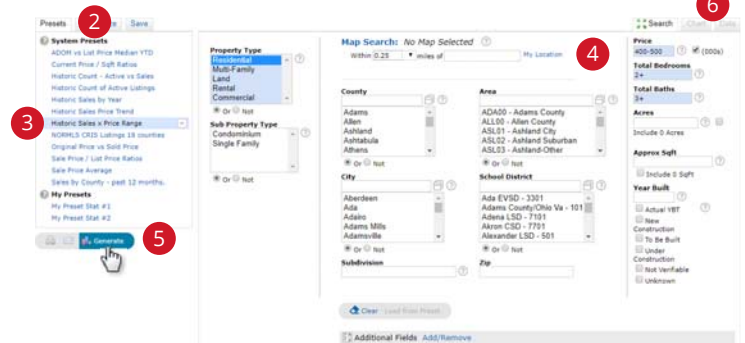 6
Presets
2
Save
Search
Chart
Data
System Presets
ADOM vs List Price Median YTD
Current Price / Sqft Ratios
Historic Count - Active vs Sales
Historic Count of Active Listings
Historic Sales by Year
Historic Sales Price Trend
3
Historic Sales x Price Range
NORMLS CRIS Listings 18 counties
Original Price vs Sold Price
Sale Price / List Price Ratios
Sale Price Average
Sales by County - past 12 months.
My Presets
My Preset Stat #1
My Preset Stat #2
Generate
5
Property Type
Residential
Multi-Family
Land
Rental
Commercial
Or Not
Sub Property Type
Condominium
Single Family
Or Not
Map Search: No Map Selected
4
Within 0.25 miles of
My Location
County
Adams
Allen
Ashland
Ashtabula
Athens
Or Not
Area
ADA00 - Adams County
ALL00 - Allen County
ASL01 - Ashland City
ASL02 - Ashland Suburban
ASL03 - Ashland-Other
Or Not
City
Aberdeen
Ada
Adairo
Adams Mills
Adamsville
Or Not
School District
Ada EVSD - 3301
Adams County/Ohio Va - 101
Adena LSD - 7101
Akron CSD - 7701
Alexander LSD - 501
Or Not
Subdivision
Zip
Clear
Load from Preset
Additional Fields Add/Remove
Price
400-500
(000s)
Total Bedrooms
2+
Total Baths
3+
Acres
Include 0 Acres
Approx Sqft
Include 0 SqFt
Year Built
Actual YBT
New
Construction
To Be Built
Under
Construction
Not Verifiable
Unknown